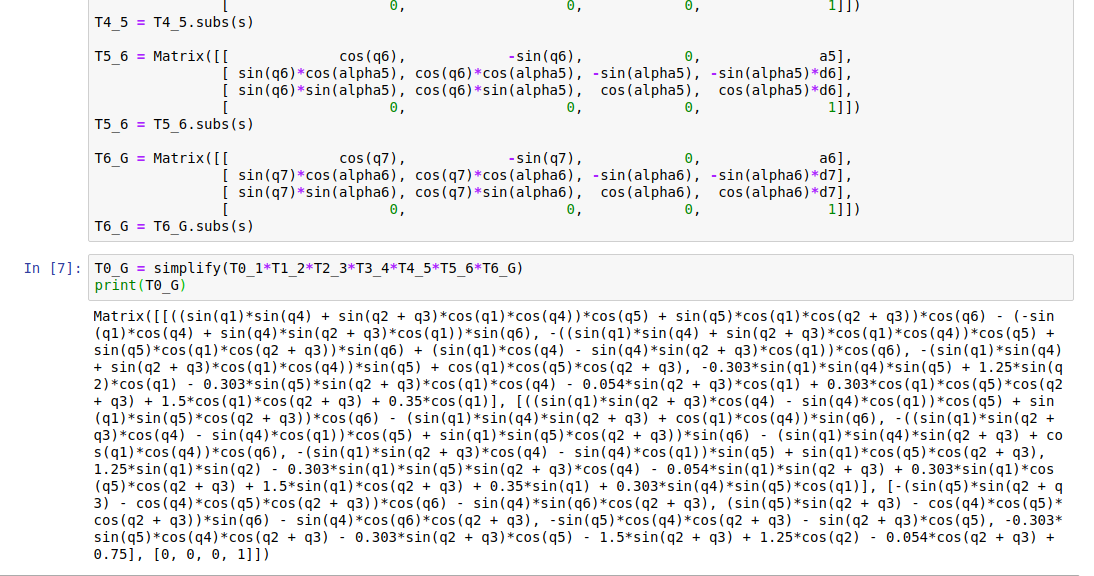 [                    0,                     0,             0,                1]])
T4_5 = T4_5.subs(s)
T5_6 = Matrix([[             cos(q6),            -sin(q6),            0,               a5],
[ sin(q6)*cos(alpha5), cos(q6)*cos(alpha5), -sin(alpha5), -sin(alpha5)*d6],
[ sin(q6)*sin(alpha5), cos(q6)*sin(alpha5),  cos(alpha5),  cos(alpha5)*d6],
[                   0,                    0,            0,               1]])
T5_6 = T5_6.subs(s)
T6_G = Matrix([[             cos(q7),            -sin(q7),            0,               a6],
[ sin(q7)*cos(alpha6), cos(q7)*cos(alpha6), -sin(alpha6), -sin(alpha6)*d7],
[ sin(q7)*sin(alpha6), cos(q7)*sin(alpha6),  cos(alpha6),  cos(alpha6)*d7],
[                   0,                    0,            0,               1]])
T6_G = T6_G.subs(s)
In [7]: T0_G = simplify(T0_1*T1_2*T2_3*T3_4*T4_5*T5_6*T6_G)
print(T0_G)
Matrix([[((sin(q1)*sin(q4) + sin(q2 + q3)*cos(q1)*cos(q4))*cos(q5) + sin(q5)*cos(q1)*cos(q2 + q3))*cos(q6) - (-sin
(q1)*cos(q4) + sin(q4)*sin(q2 + q3)*cos(q1))*sin(q6), -((sin(q1)*sin(q4) + sin(q2 + q3)*cos(q1)*cos(q4))*cos(q5) +
sin(q5)*cos(q1)*cos(q2 + q3))*sin(q6) + (sin(q1)*cos(q4) - sin(q4)*sin(q2 + q3)*cos(q1))*cos(q6), -(sin(q1)*sin(q4)
+ sin(q2 + q3)*cos(q1)*cos(q4))*sin(q5) + cos(q1)*cos(q5)*cos(q2 + q3), -0.303*sin(q1)*sin(q4)*sin(q5) + 1.25*sin(q
2)*cos(q1) - 0.303*sin(q5)*sin(q2 + q3)*cos(q1)*cos(q4) - 0.054*sin(q2 + q3)*cos(q1) + 0.303*cos(q1)*cos(q5)*cos(q2
+ q3) + 1.5*cos(q1)*cos(q2 + q3) + 0.35*cos(q1)], [((sin(q1)*sin(q2 + q3)*cos(q4) - sin(q4)*cos(q1))*cos(q5) + sin
(q1)*sin(q5)*cos(q2 + q3))*cos(q6) - (sin(q1)*sin(q4)*sin(q2 + q3) + cos(q1)*cos(q4))*sin(q6), -((sin(q1)*sin(q2 +
q3)*cos(q4) - sin(q4)*cos(q1))*cos(q5) + sin(q1)*sin(q5)*cos(q2 + q3))*sin(q6) - (sin(q1)*sin(q4)*sin(q2 + q3) + co
s(q1)*cos(q4))*cos(q6), -(sin(q1)*sin(q2 + q3)*cos(q4) - sin(q4)*cos(q1))*sin(q5) + sin(q1)*cos(q5)*cos(q2 + q3),
1.25*sin(q1)*sin(q2) - 0.303*sin(q1)*sin(q5)*sin(q2 + q3)*cos(q4) - 0.054*sin(q1)*sin(q2 + q3) + 0.303*sin(q1)*cos
(q5)*cos(q2 + q3) + 1.5*sin(q1)*cos(q2 + q3) + 0.35*sin(q1) + 0.303*sin(q4)*sin(q5)*cos(q1)], [-(sin(q5)*sin(q2 + q
3) - cos(q4)*cos(q5)*cos(q2 + q3))*cos(q6) - sin(q4)*sin(q6)*cos(q2 + q3), (sin(q5)*sin(q2 + q3) - cos(q4)*cos(q5)*
cos(q2 + q3))*sin(q6) - sin(q4)*cos(q6)*cos(q2 + q3), -sin(q5)*cos(q4)*cos(q2 + q3) - sin(q2 + q3)*cos(q5), -0.303*
sin(q5)*cos(q4)*cos(q2 + q3) - 0.303*sin(q2 + q3)*cos(q5) - 1.5*sin(q2 + q3) + 1.25*cos(q2) - 0.054*cos(q2 + q3) +
0.75], [0, 0, 0, 1]])